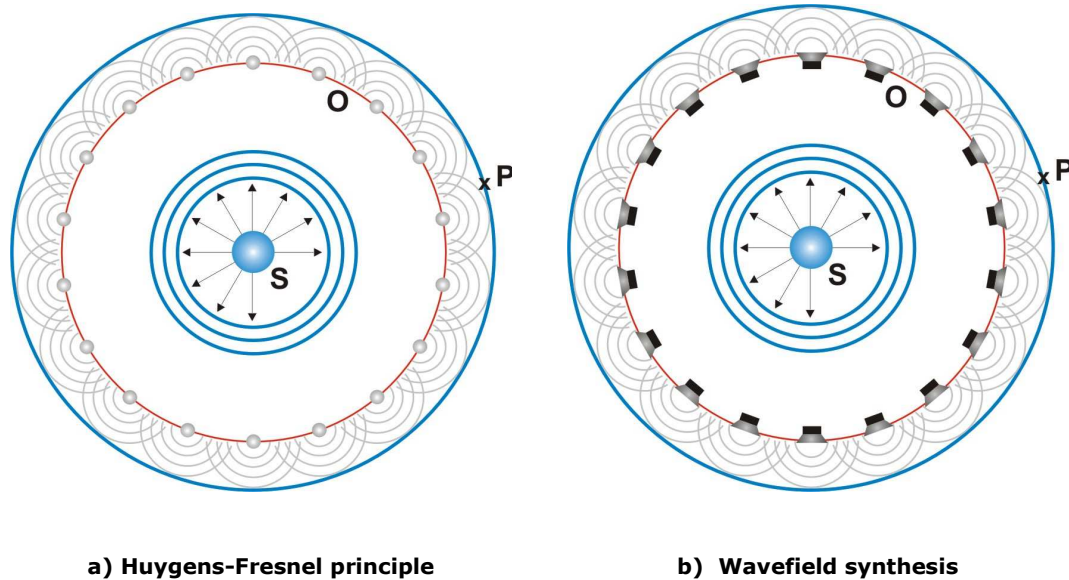 O
P
S
O
P
S
a) Huygens-Fresnel principle
b) Wavefield synthesis